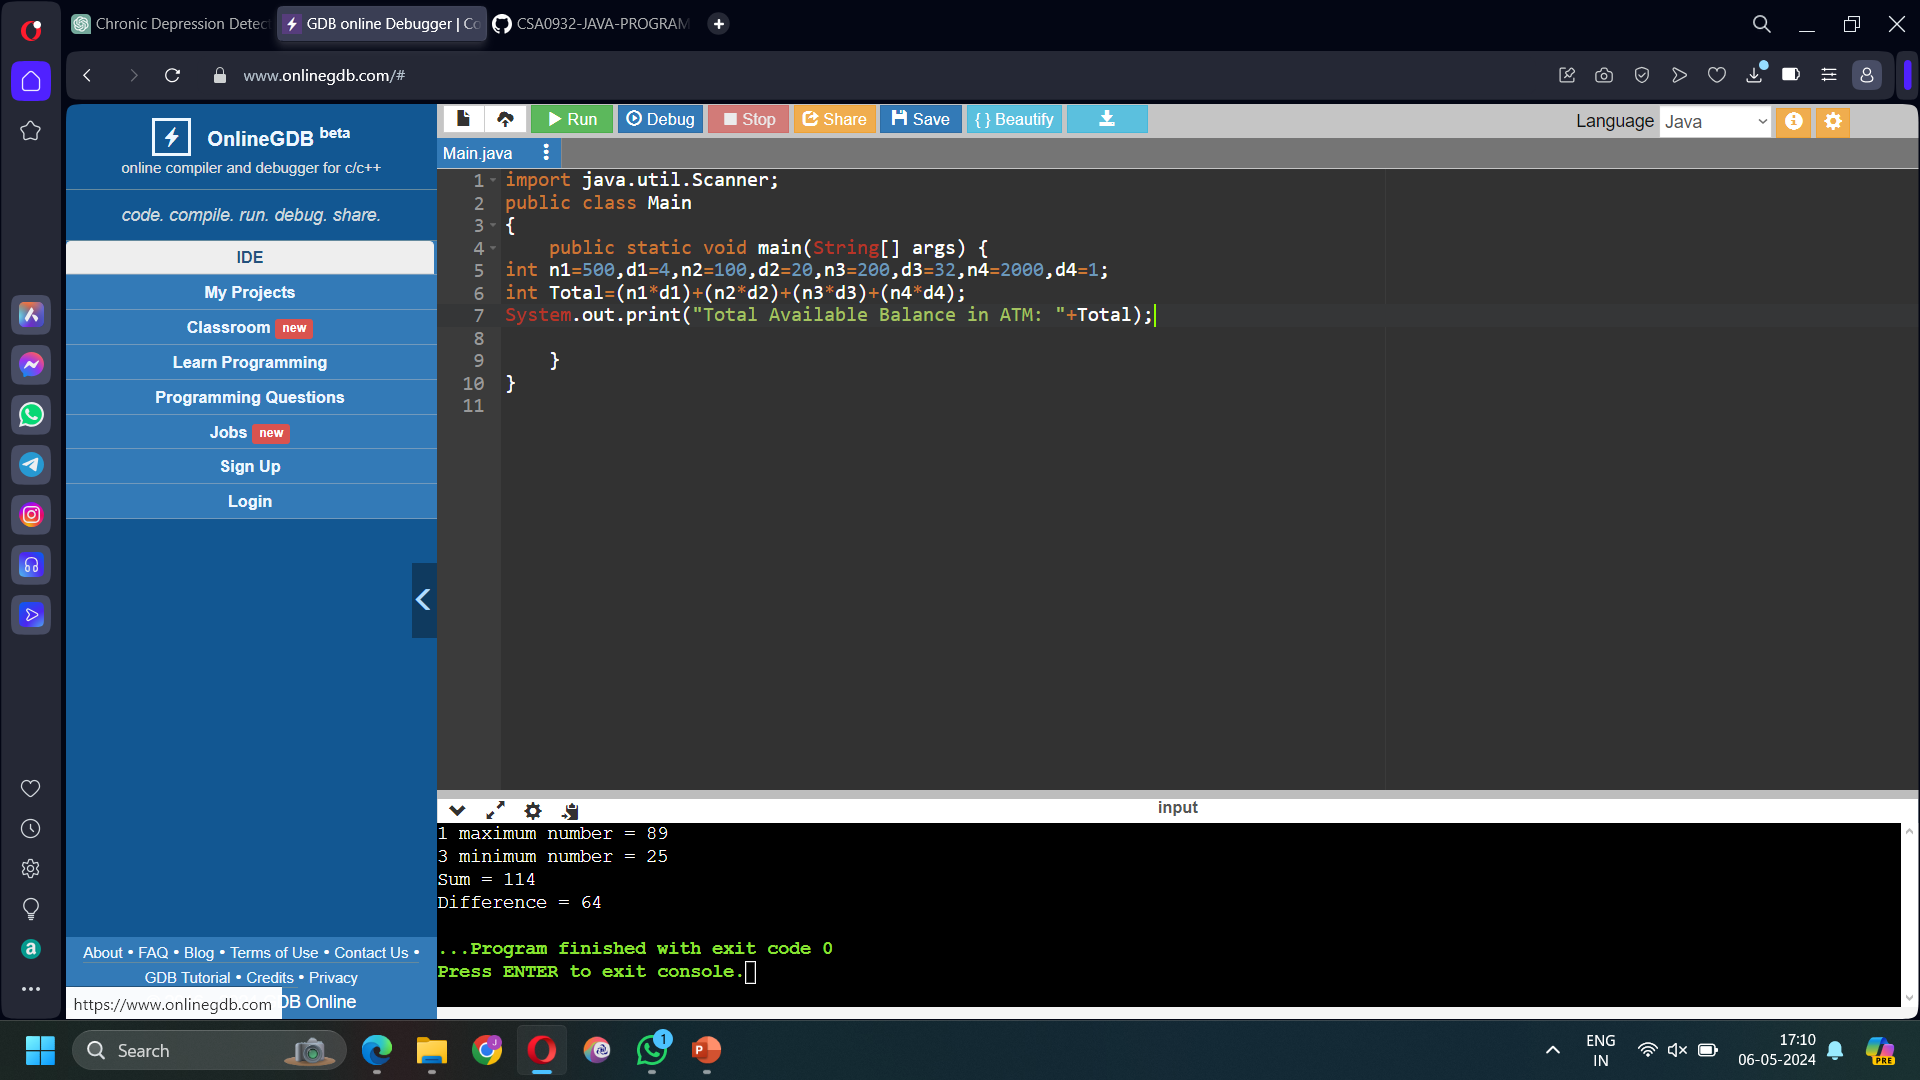 Chronic Depression Detect
GDB online Debugger | Co
CSA0932-JAVA-PROGRAM
www.onlinegdb.com/#
OnlineGDB beta
online compiler and debugger for c/c++
code. compile. run. debug. share.
IDE
My Projects
Classroom new
Learn Programming
Programming Questions
Jobs new
Sign Up
Login
About • FAQ • Blog • Terms of Use • Contact Us •
GDB Tutorial • Credits • Privacy
DB Online
https://www.onlinegdb.com
Run
Debug
Stop
Share
Save
{ } Beautify
Language Java
Main.java
1 import java.util.Scanner;
2 public class Main
3 {
4 public static void main(String[] args) {
5 int n1=500,d1=4,n2=100,d2=20,n3=200,d3=32,n4=2000,d4=1;
6 int Total=(n1*d1)+(n2*d2)+(n3*d3)+(n4*d4);
7 System.out.print("Total Available Balance in ATM: "+Total);
8
9 }
10 }
11
input
1 maximum number = 89
3 minimum number = 25
Sum = 114
Difference = 64
...Program finished with exit code 0
Press ENTER to exit console.
Search
J
1
P
a
ENG
IN
17:10
06-05-2024
PRE